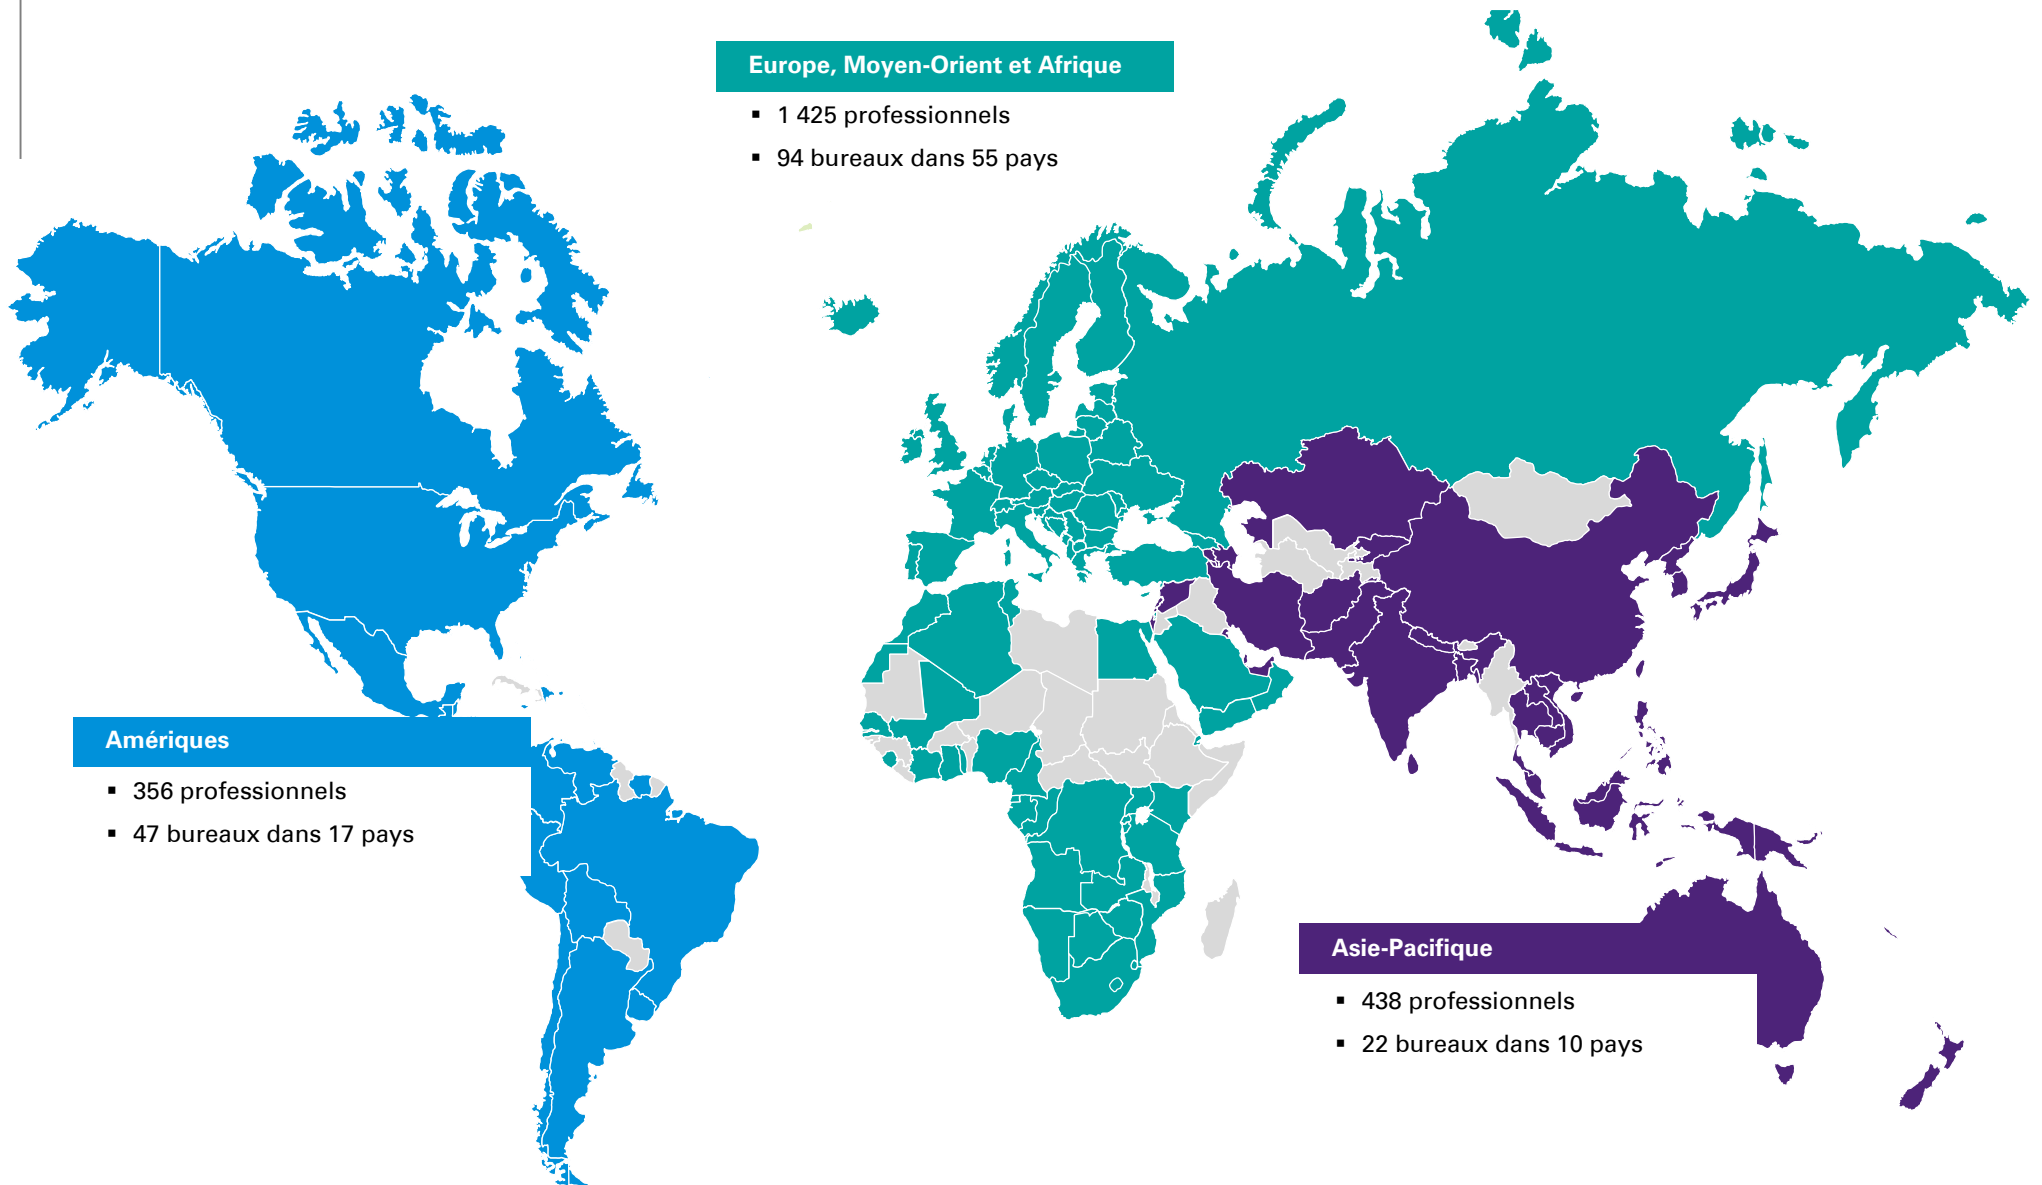 Europe, Moyen-Orient et Afrique
▪ 1 425 professionnels
▪ 94 bureaux dans 55 pays
Amériques
▪ 356 professionnels
▪ 47 bureaux dans 17 pays
Asie-Pacifique
▪ 438 professionnels
▪ 22 bureaux dans 10 pays